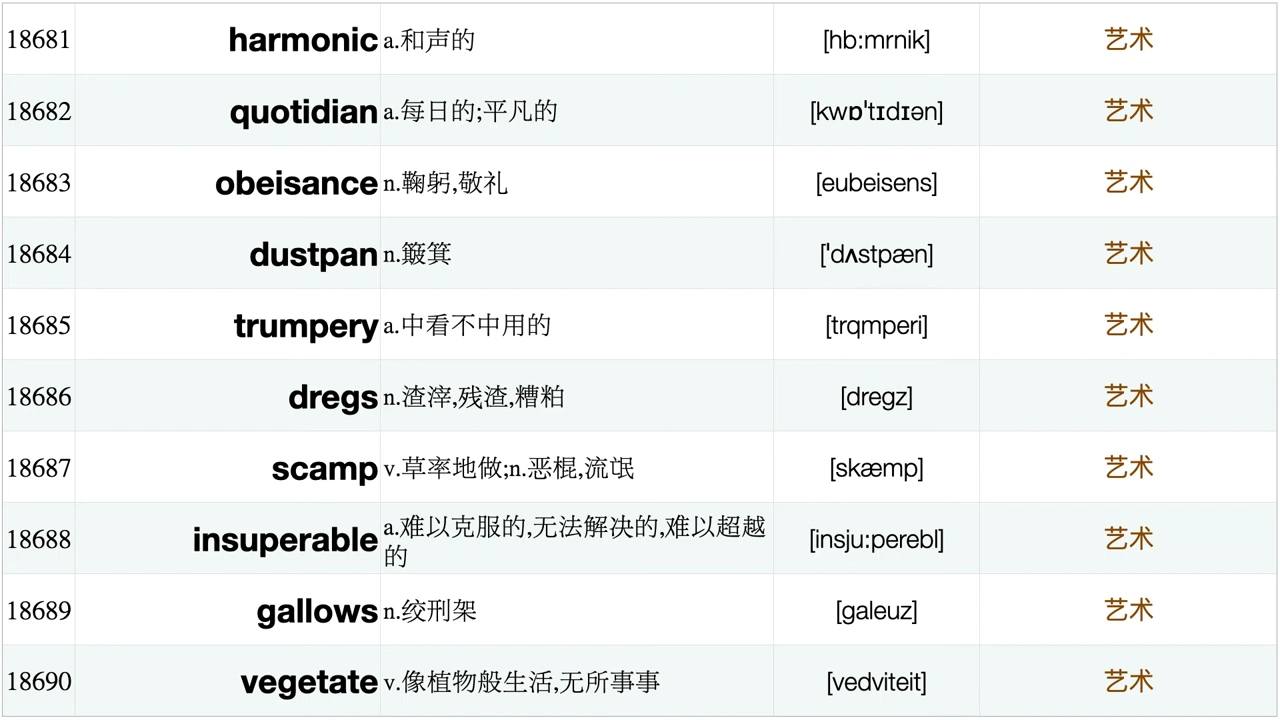 18681 harmonic a.和声的 [hb:mrnik] 艺术
18682 quotidian a.每日的;平凡的 [kwɒˈtɪdɪən] 艺术
18683 obeisance n.鞠躬,敬礼 [eubeisens] 艺术
18684 dustpan n.簸箕 [ˈdʌstpæn] 艺术
18685 trumpery a.中看不中用的 [trqmperi] 艺术
18686 dregs n.渣滓,残渣,糟粕 [dregz] 艺术
18687 scamp v.草率地做;n.恶棍,流氓 [skæmp] 艺术
18688 insuperable a.难以克服的,无法解决的,难以超越
的 [insju:perebl] 艺术
18689 gallows n.绞刑架 [galeuz] 艺术
18690 vegetate v.像植物般生活,无所事事 [vedviteit] 艺术